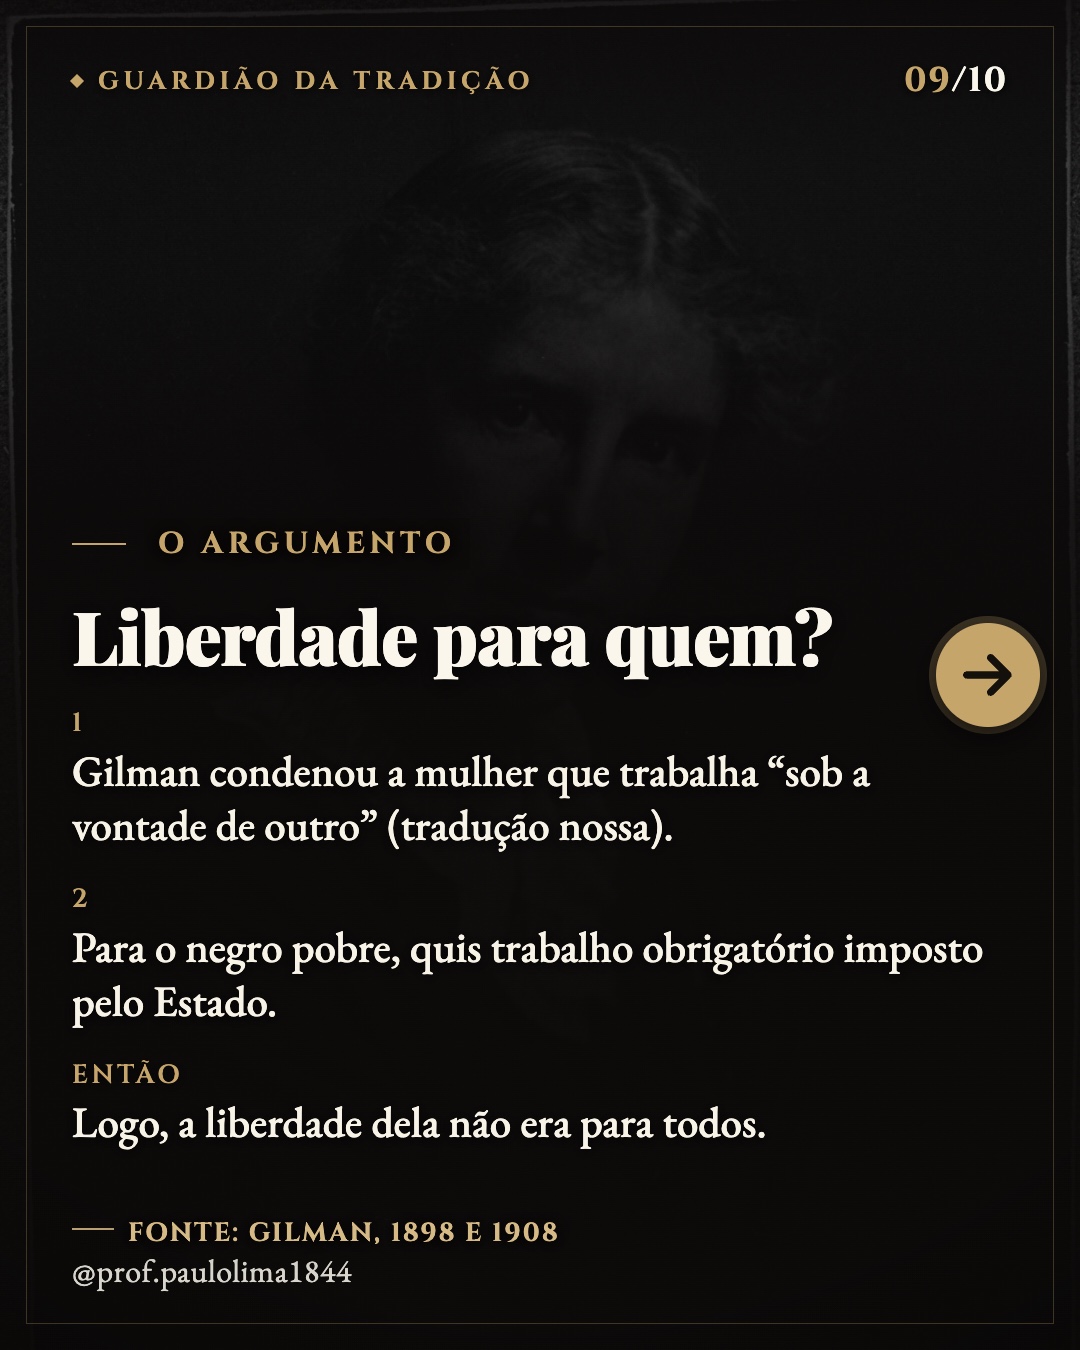 ◆ GUARDIÃO DA TRADIÇÃO
09/10
O ARGUMENTO
Liberdade para quem?
1
Gilman condenou a mulher que trabalha “sob a
vontade de outro” (tradução nossa).
2
Para o negro pobre, quis trabalho obrigatório imposto
pelo Estado.
ENTÃO
Logo, a liberdade dela não era para todos.
FONTE: GILMAN, 1898 E 1908
@prof.paulolima1844